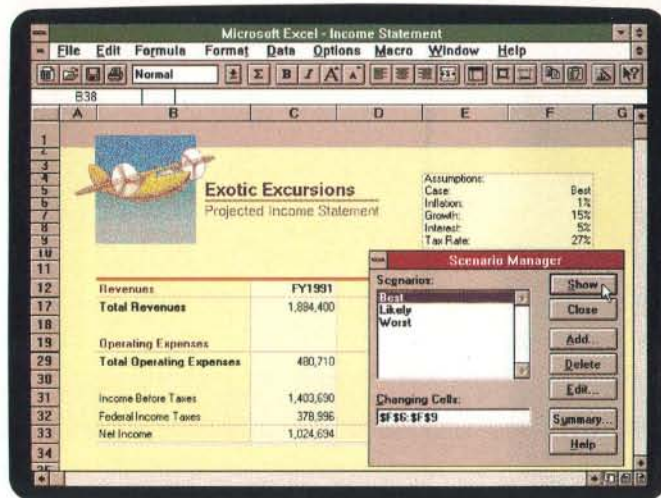 Microsoft Excel - Income Statement
File Edit Formula Format Data Options Macro Window Help
Normal Σ B I A A
B38
A B C D E F G
1
2
3
4 Assumptions:
5 Exotic Excursions Case: Best
6 Inflation: 1%
7 Projected Income Statement Growth: 15%
8 Interest: 5%
9 Tax Rate: 27%
10
11
Scenario Manager
Scenarios:
Best
Likely
Worst
Show
Close
Add...
Delete
Edit...
Summary...
Help
Changing Cells:
$F$6:$F$9
12 Revenues FY1991
17 Total Revenues 1,884,400
18
19 Operating Expenses
29 Total Operating Expenses 480,710
30
31 Income Before Taxes 1,403,690
32 Federal Income Taxes 378,996
33 Net Income 1,024,694
34